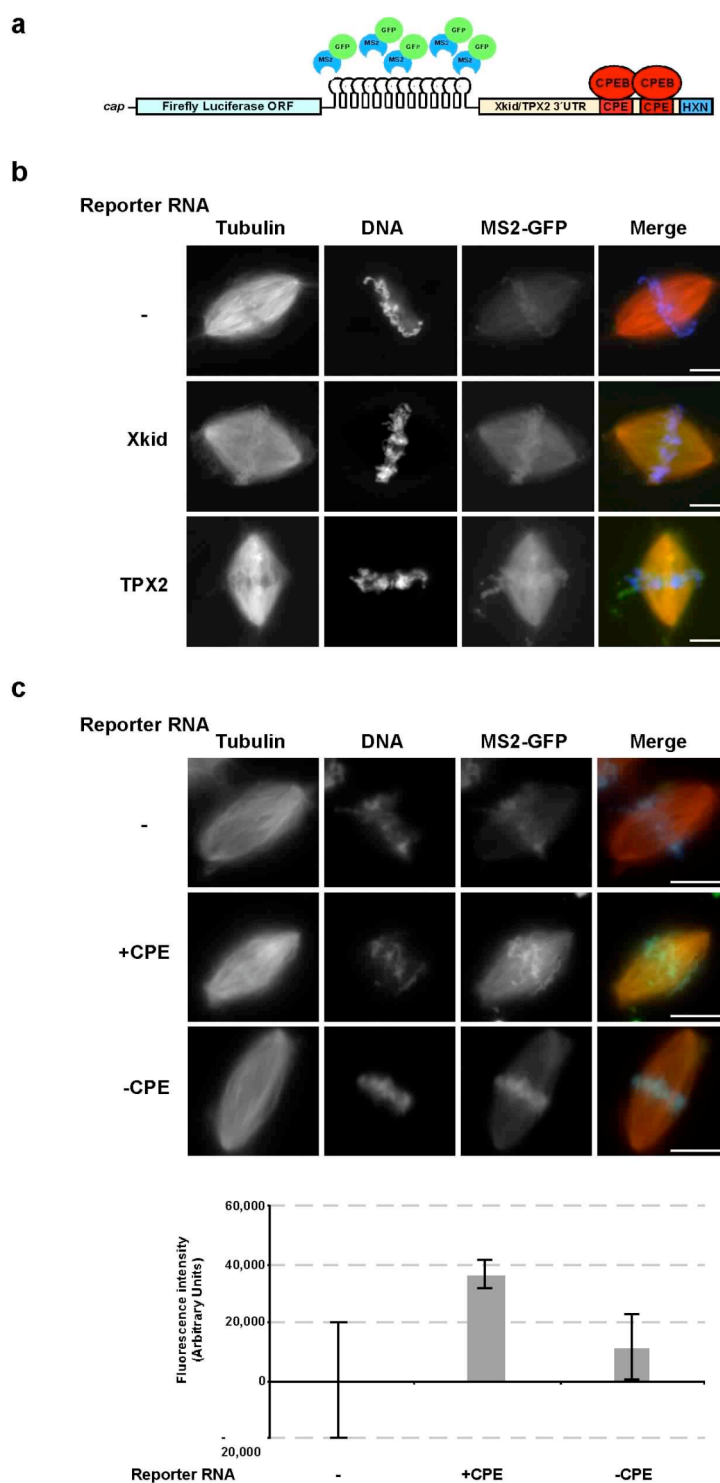 a
GFP GFP GFP GFP GFP
MS2 MS2 MS2 MS2 MS2
CPEB CPEB
cap Firefly Luciferase ORF Xkid/TPX2 3´UTR CPE CPE HXN
b
Reporter RNA
Tubulin DNA MS2-GFP Merge
-
Xkid
TPX2
c
Reporter RNA
Tubulin DNA MS2-GFP Merge
-
+CPE
-CPE
Fluorescence intensity
(Arbitrary Units)
60,000
40,000
20,000
0
-
20,000
Reporter RNA - +CPE -CPE